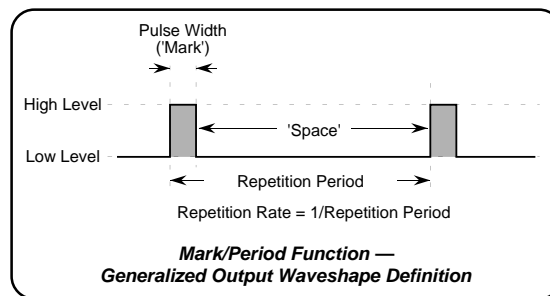 Pulse Width
('Mark')
High Level
'Space'
Low Level
Repetition Period
Repetition Rate = 1/Repetition Period
Mark/Period Function —
Generalized Output Waveshape Definition